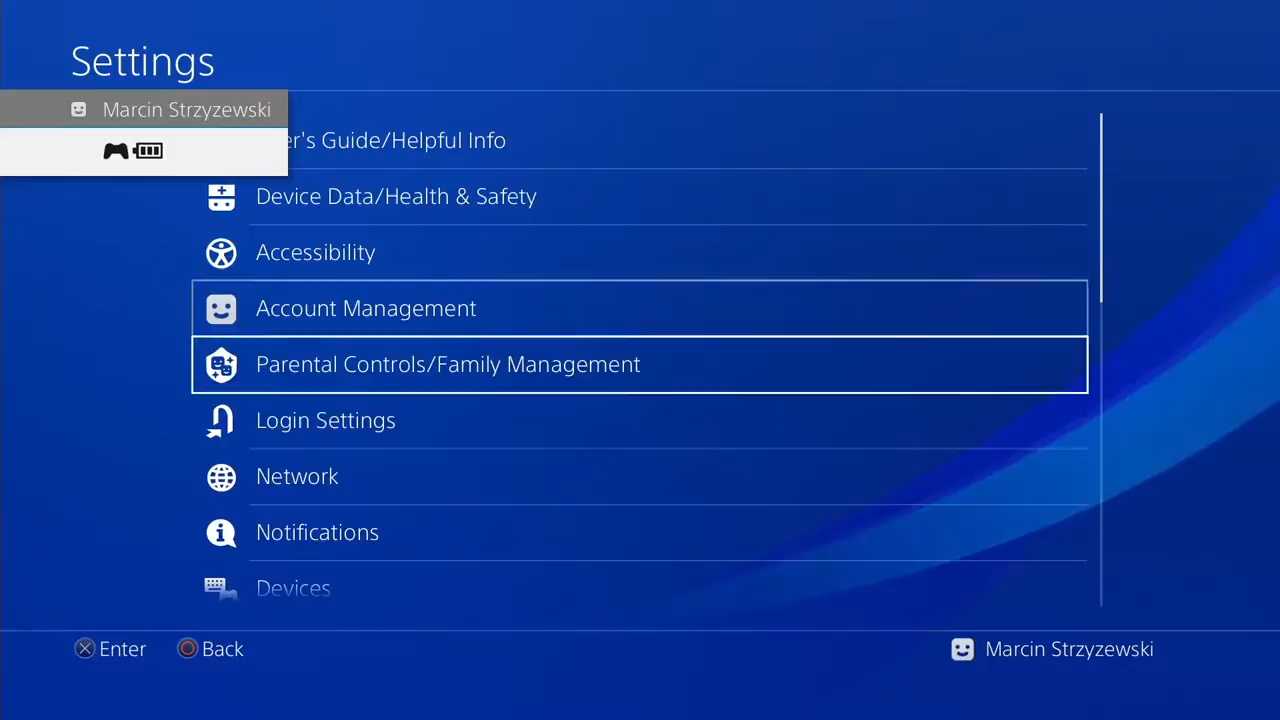 Settings
Marcin Strzyzewski
er's Guide/Helpful Info
Device Data/Health & Safety
Accessibility
Account Management
Parental Controls/Family Management
Login Settings
Network
Notifications
Devices
Enter
Back
Marcin Strzyzewski